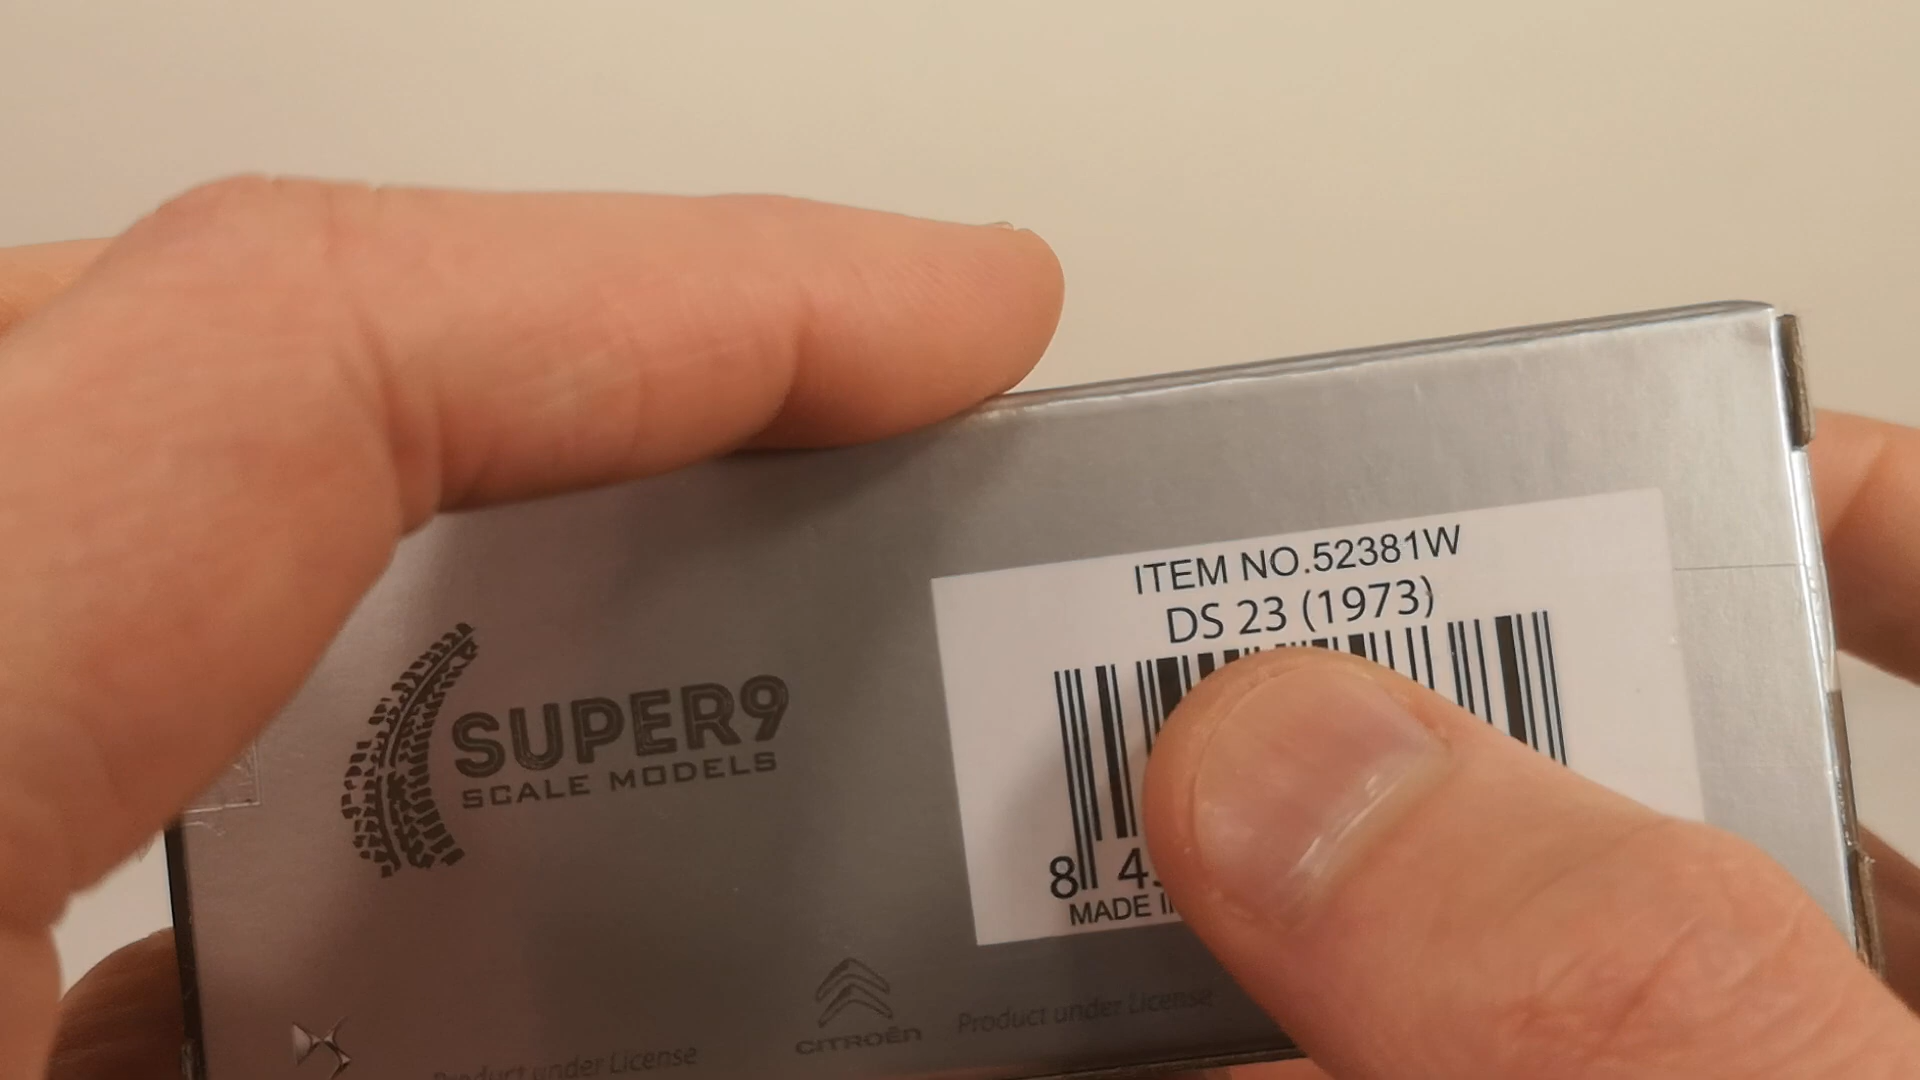 ITEM NO.52381W
DS 23 (1973)
8 4
MADE
SUPER9
SCALE MODELS
CITROËN
Product under License
Product under License